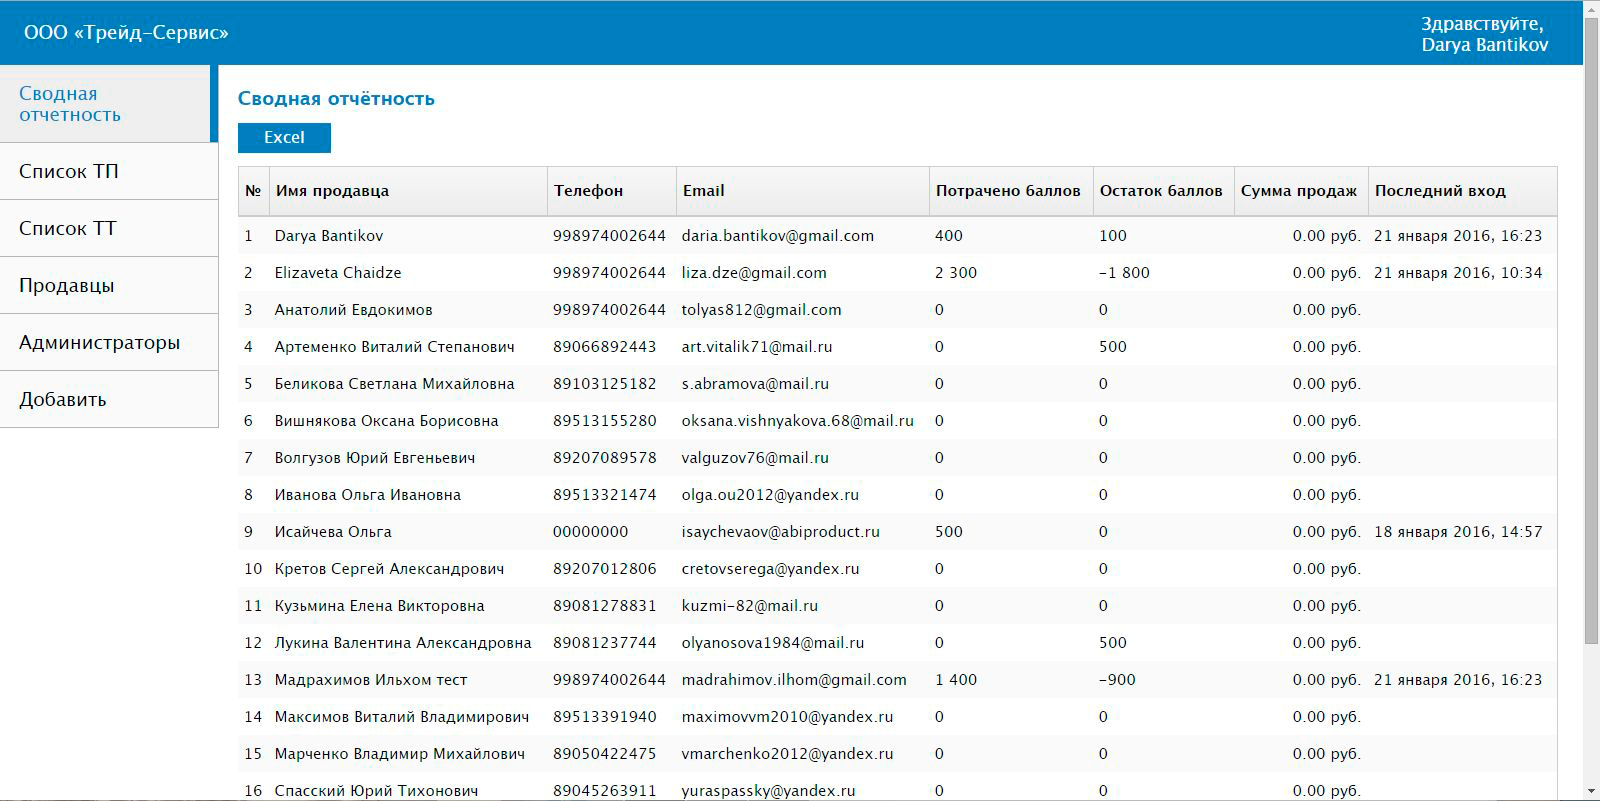 ООО «Трейд-Сервис»
Здравствуйте,
Darya Bantikov
Сводная
отчетность
Список ТП
Список ТТ
Продавцы
Администраторы
Добавить
Сводная отчётность
Excel
№ Имя продавца Телефон Email Потрачено баллов Остаток баллов Сумма продаж Последний вход
1 Darya Bantikov 998974002644 daria.bantikov@gmail.com 400 100 0.00 руб. 21 января 2016, 16:23
2 Elizaveta Chaidze 998974002644 liza.dze@gmail.com 2 300 -1 800 0.00 руб. 21 января 2016, 10:34
3 Анатолий Евдокимов 998974002644 tolyas812@gmail.com 0 0 0.00 руб.
4 Артеменко Виталий Степанович 89066892443 art.vitalik71@mail.ru 0 500 0.00 руб.
5 Беликова Светлана Михайловна 89103125182 s.abramova@mail.ru 0 0 0.00 руб.
6 Вишнякова Оксана Борисовна 89513155280 oksana.vishnyakova.68@mail.ru 0 0 0.00 руб.
7 Волгузов Юрий Евгеньевич 89207089578 valguzov76@mail.ru 0 0 0.00 руб.
8 Иванова Ольга Ивановна 89513321474 olga.ou2012@yandex.ru 0 0 0.00 руб.
9 Исайчева Ольга 00000000 isaychevaov@abiproduct.ru 500 0 0.00 руб. 18 января 2016, 14:57
10 Кретов Сергей Александрович 89207012806 cretovserega@yandex.ru 0 0 0.00 руб.
11 Кузьмина Елена Викторовна 89081278831 kuzmi-82@mail.ru 0 0 0.00 руб.
12 Лукина Валентина Александровна 89081237744 olyanosova1984@mail.ru 0 500 0.00 руб.
13 Мадрахимов Ильхом тест 998974002644 madrahimov.ilhom@gmail.com 1 400 -900 0.00 руб. 21 января 2016, 16:23
14 Максимов Виталий Владимирович 89513391940 maximovvm2010@yandex.ru 0 0 0.00 руб.
15 Марченко Владимир Михайлович 89050422475 vmarchenko2012@yandex.ru 0 0 0.00 руб.
16 Спасский Юрий Тихонович 89045263911 yuraspassky@yandex.ru 0 0 0.00 руб.